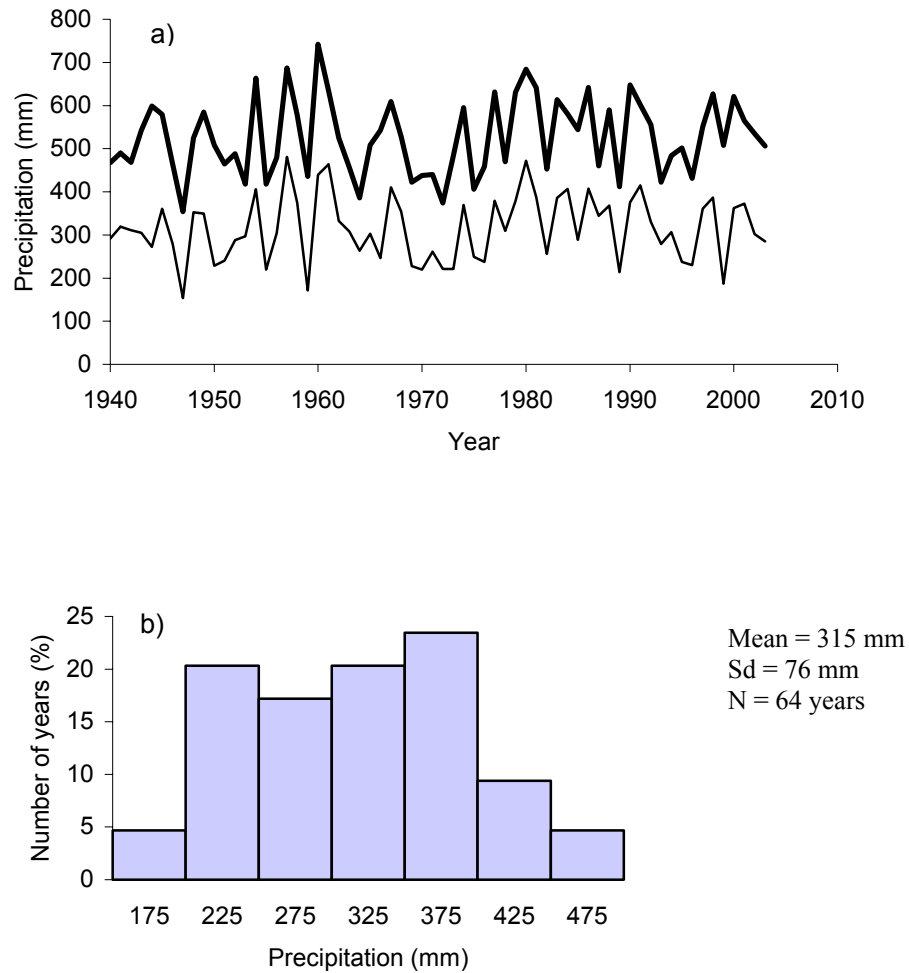 a)
800
700
600
500
400
300
200
100
0
Precipitation (mm)
1940 1950 1960 1970 1980 1990 2000 2010
Year
b)
25
20
15
10
5
0
Number of years (%)
175 225 275 325 375 425 475
Precipitation (mm)
Mean = 315 mm
Sd = 76 mm
N = 64 years